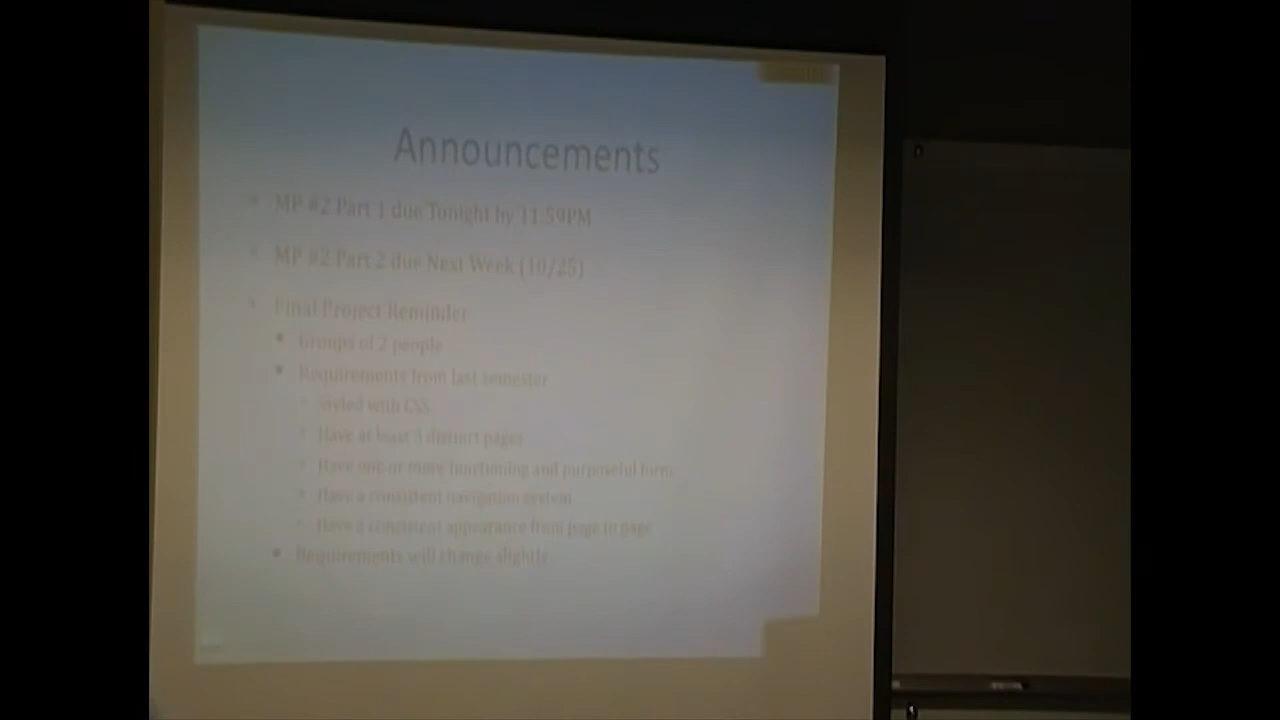 Announcements
MP #2 Part 1 due Tonight by 11:59PM
MP #2 Part 2 due Next Week (10/25)
Final Project Reminder
Groups of 2 people
Requirements from last semester
styled with CSS
Have at least 3 distinct pages
Have one or more functioning and purposeful form
Have a consistent navigation system
Have a consistent appearance from page to page
Requirements will change slightly